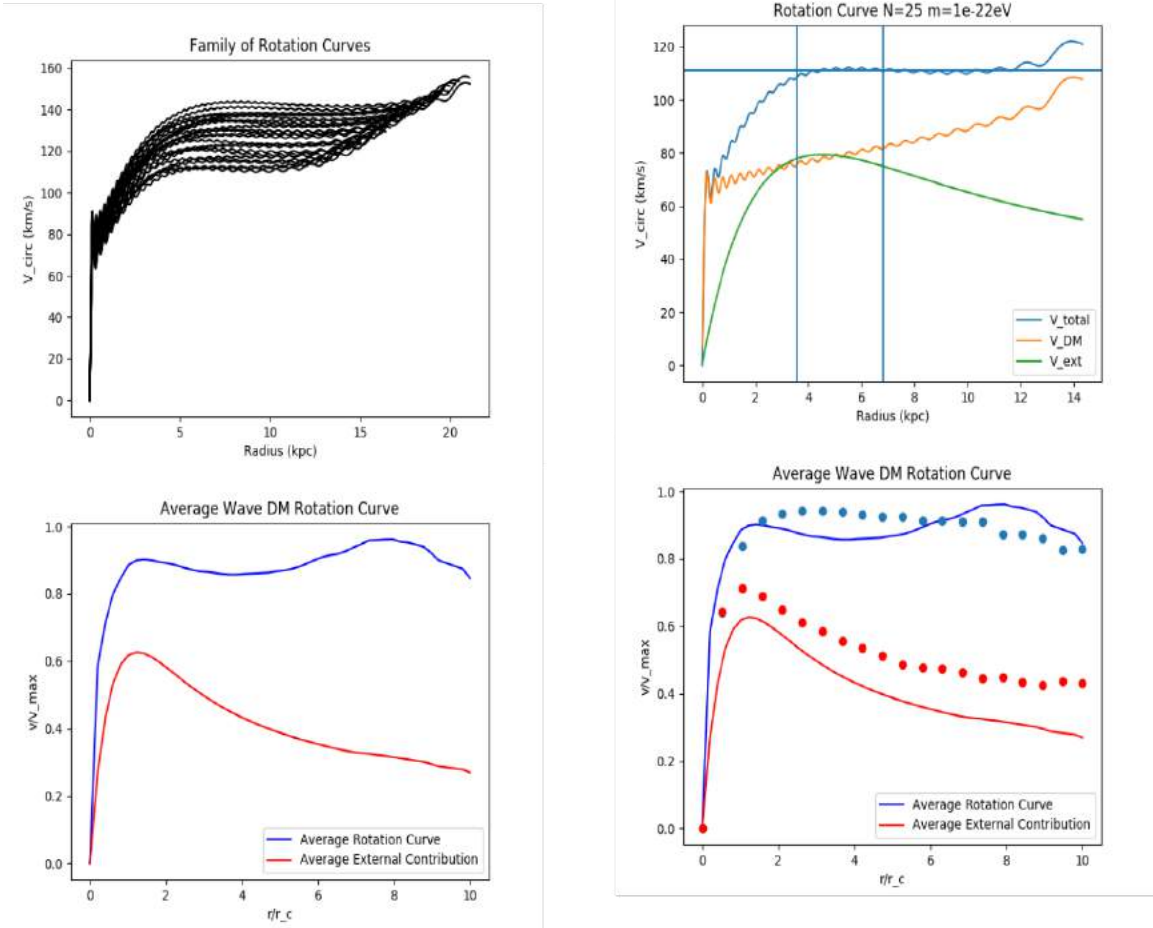 Family of Rotation Curves
160
140
120
100
80
60
40
20
0
V_circ (km/s)
0 5 10 15 20
Radius (kpc)
Rotation Curve N=25 m=1e-22eV
120
100
80
60
40
20
0
V_circ (km/s)
V_total
V_DM
V_ext
0 2 4 6 8 10 12 14
Radius (kpc)
Average Wave DM Rotation Curve
1.0
0.8
0.6
0.4
0.2
0.0
v/v_max
Average Rotation Curve
Average External Contribution
0 2 4 6 8 10
r/r_c
Average Wave DM Rotation Curve
1.0
0.8
0.6
0.4
0.2
0.0
v/v_max
Average Rotation Curve
Average External Contribution
0 2 4 6 8 10
r/r_c